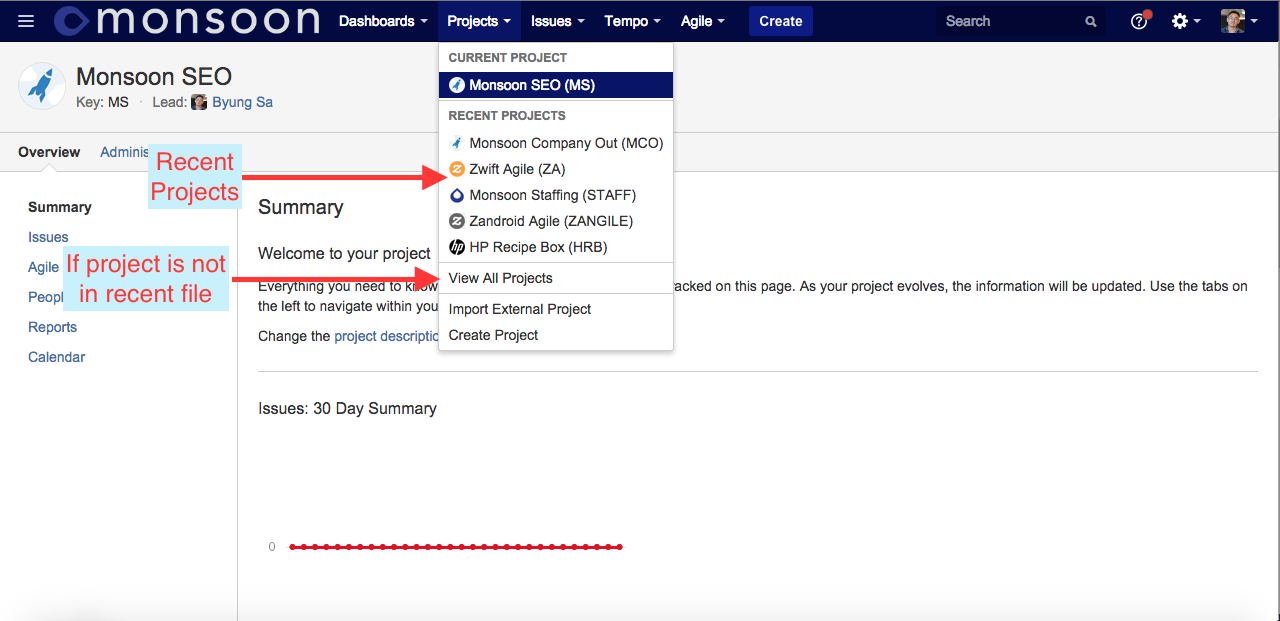 monsoon
Dashboards
Projects
Issues
Tempo
Agile
Create
Search
Monsoon SEO
Key: MS · Lead: Byung Sa
Overview
Adminis
CURRENT PROJECT
Monsoon SEO (MS)
RECENT PROJECTS
Monsoon Company Out (MCO)
Zwift Agile (ZA)
Monsoon Staffing (STAFF)
Zandroid Agile (ZANGILE)
HP Recipe Box (HRB)
View All Projects
Import External Project
Create Project
Recent
Projects
If project is not
in recent file
Summary
Issues
Agile
Peopl
Reports
Calendar
Summary
Welcome to your project
Everything you need to know racked on this page. As your project evolves, the information will be updated. Use the tabs on
the left to navigate within you
Change the project descriptio
Issues: 30 Day Summary
0